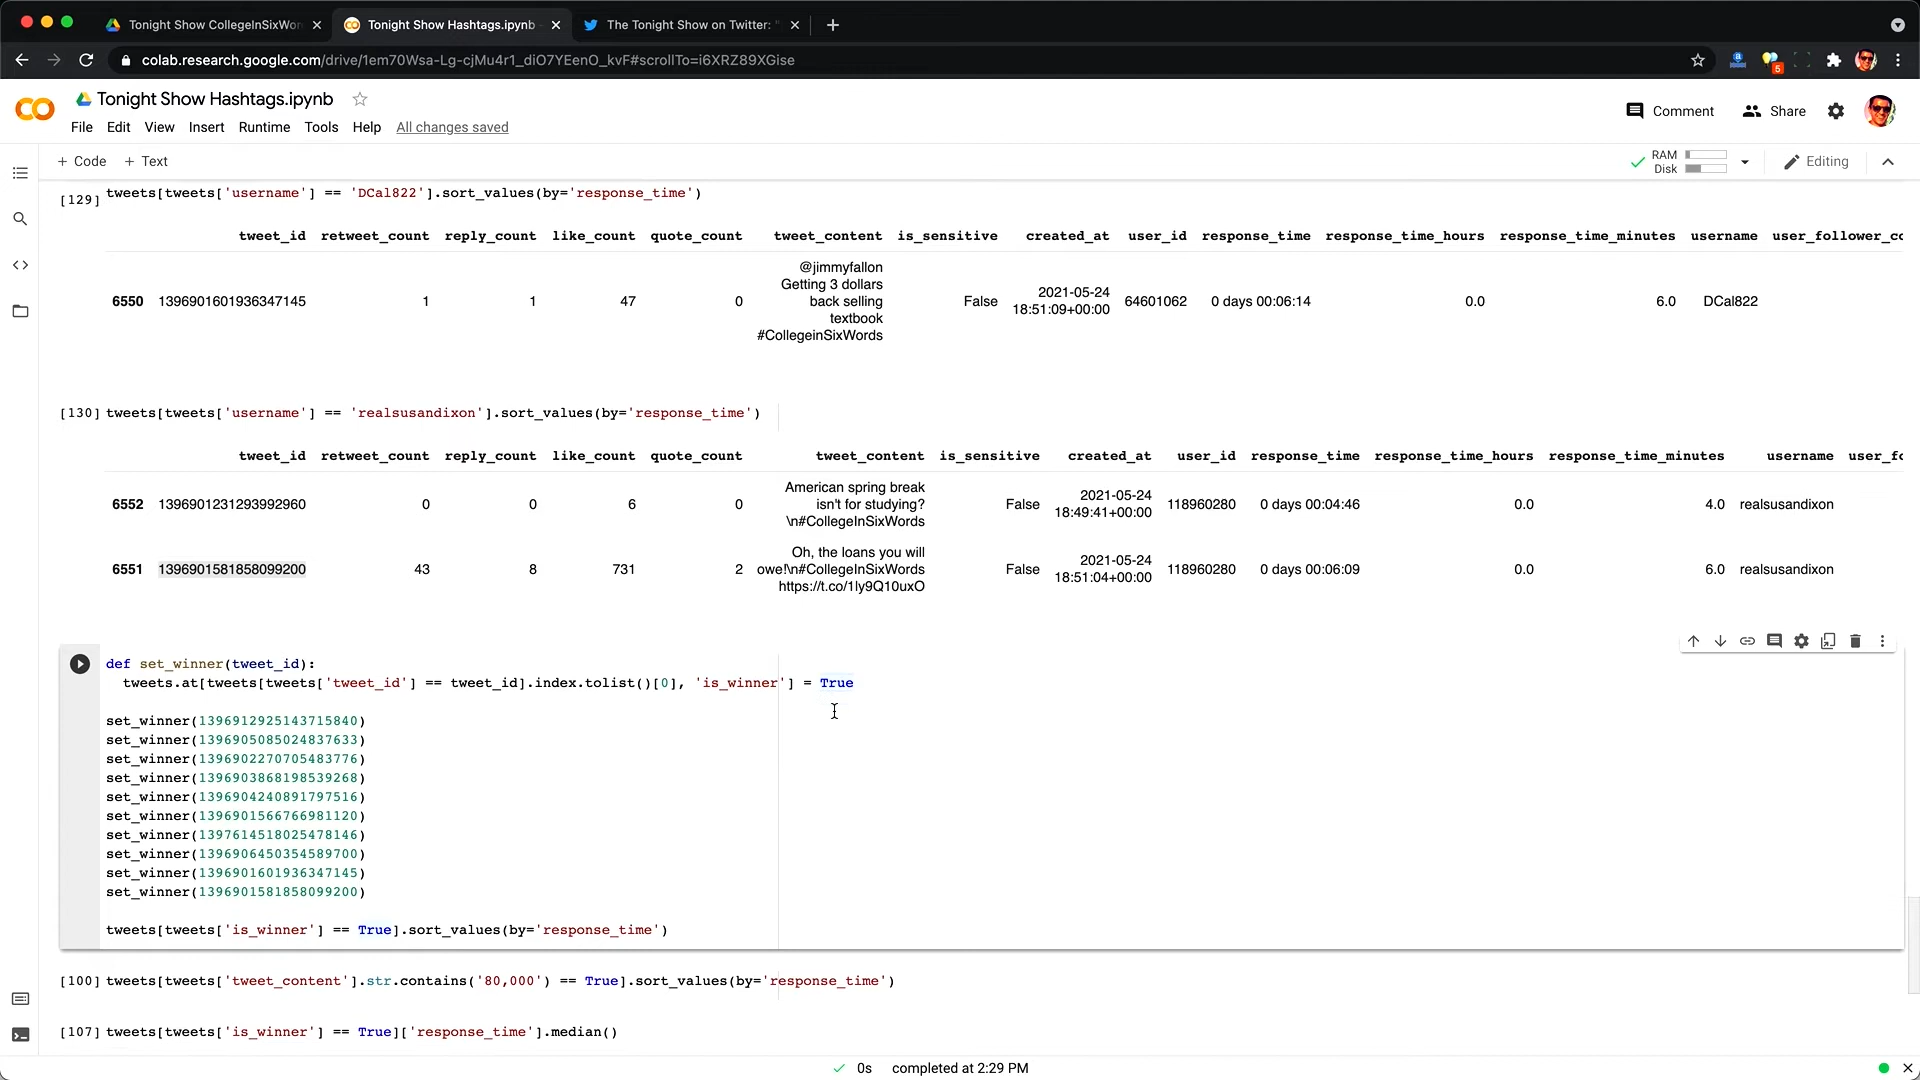 Tonight Show CollegeInSixWor
Tonight Show Hashtags.ipynb
The Tonight Show on Twitter: "
colab.research.google.com/drive/1em70Wsa-Lg-cjMu4r1_diO7YEenO_kvF#scrollTo=i6XRZ89XGise
5
Tonight Show Hashtags.ipynb
Comment
Share
File Edit View Insert Runtime Tools Help All changes saved
+ Code + Text
RAM
Disk
Editing
[129] tweets[tweets['username'] == 'DCal822'].sort_values(by='response_time')
tweet_id retweet_count reply_count like_count quote_count tweet_content is_sensitive created_at user_id response_time response_time_hours response_time_minutes username user_follower_co
6550 1396901601936347145 1 1 47 0 @jimmyfallon Getting 3 dollars back selling textbook #CollegeinSixWords False 2021-05-24 18:51:09+00:00 64601062 0 days 00:06:14 0.0 6.0 DCal822
[130] tweets[tweets['username'] == 'realsusandixon'].sort_values(by='response_time')
tweet_id retweet_count reply_count like_count quote_count tweet_content is_sensitive created_at user_id response_time response_time_hours response_time_minutes username user_fo
6552 1396901231293992960 0 0 6 0 American spring break isn't for studying? \n#CollegeInSixWords False 2021-05-24 18:49:41+00:00 118960280 0 days 00:04:46 0.0 4.0 realsusandixon
6551 1396901581858099200 43 8 731 2 Oh, the loans you will owe!\n#CollegeInSixWords https://t.co/1ly9Q10uxO False 2021-05-24 18:51:04+00:00 118960280 0 days 00:06:09 0.0 6.0 realsusandixon
def set_winner(tweet_id):
tweets.at[tweets[tweets['tweet_id'] == tweet_id].index.tolist()[0], 'is_winner'] = True
set_winner(1396912925143715840)
set_winner(1396905085024837633)
set_winner(1396902270705483776)
set_winner(1396903868198539268)
set_winner(1396904240891797516)
set_winner(1396901566766981120)
set_winner(1397614518025478146)
set_winner(1396906450354589700)
set_winner(1396901601936347145)
set_winner(1396901581858099200)
tweets[tweets['is_winner'] == True].sort_values(by='response_time')
[100] tweets[tweets['tweet_content'].str.contains('80,000') == True].sort_values(by='response_time')
[107] tweets[tweets['is_winner'] == True]['response_time'].median()
0s completed at 2:29 PM